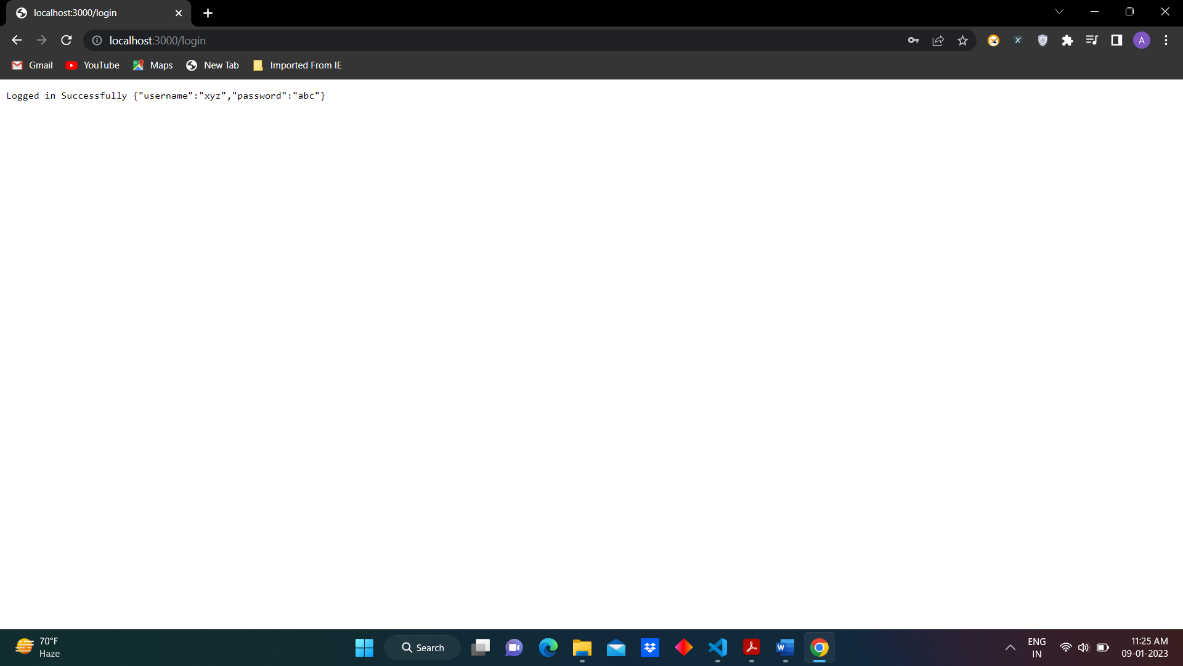 localhost:3000/login
localhost:3000/login
A
Gmail YouTube Maps New Tab Imported From IE
Logged in Successfully {"username":"xyz","password":"abc"}
70°F
Haze
Search
ENG
IN
11:25 AM
09-01-2023